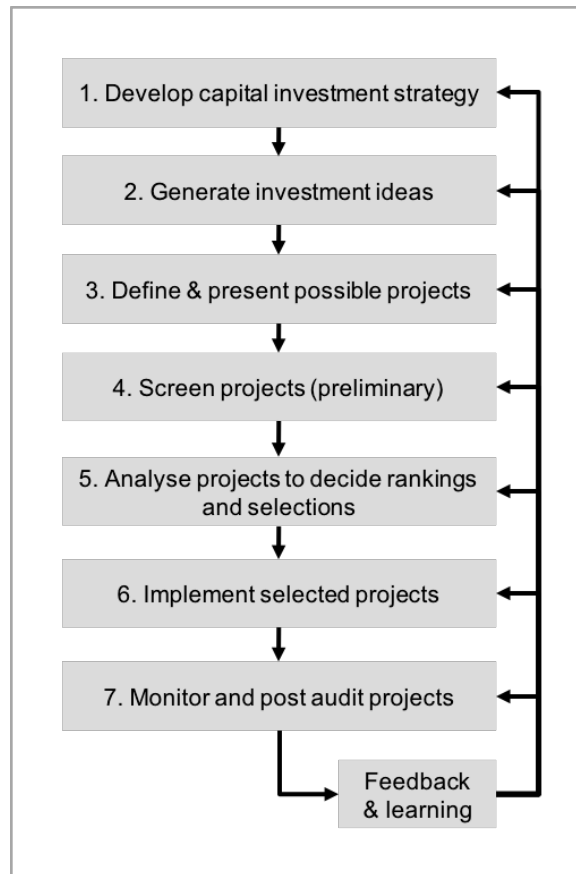 1. Develop capital investment strategy
2. Generate investment ideas
3. Define & present possible projects
4. Screen projects (preliminary)
5. Analyse projects to decide rankings
and selections
6. Implement selected projects
7. Monitor and post audit projects
Feedback
& learning